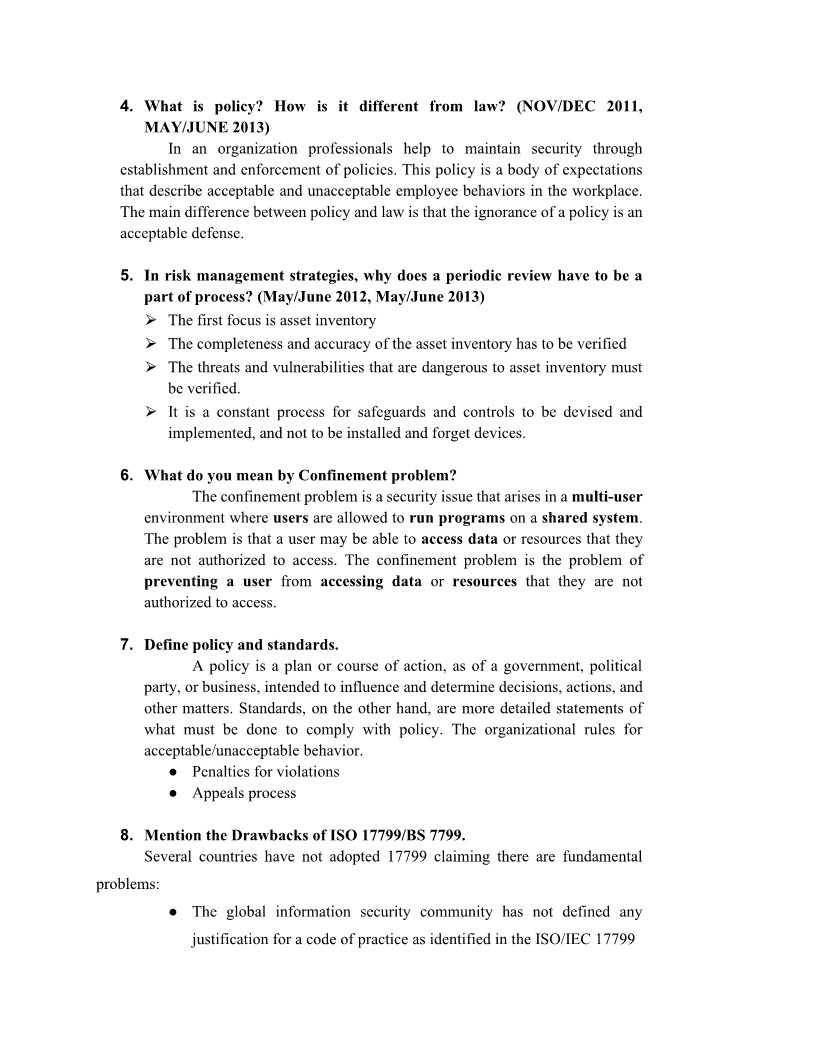 4. What is policy? How is it different from law? (NOV/DEC 2011,
MAY/JUNE 2013)
In an organization professionals help to maintain security through
establishment and enforcement of policies. This policy is a body of expectations
that describe acceptable and unacceptable employee behaviors in the workplace.
The main difference between policy and law is that the ignorance of a policy is an
acceptable defense.
5. In risk management strategies, why does a periodic review have to be a
part of process? (May/June 2012, May/June 2013)
➢ The first focus is asset inventory
➢ The completeness and accuracy of the asset inventory has to be verified
➢ The threats and vulnerabilities that are dangerous to asset inventory must
be verified.
➢ It is a constant process for safeguards and controls to be devised and
implemented, and not to be installed and forget devices.
6. What do you mean by Confinement problem?
The confinement problem is a security issue that arises in a multi-user
environment where users are allowed to run programs on a shared system.
The problem is that a user may be able to access data or resources that they
are not authorized to access. The confinement problem is the problem of
preventing a user from accessing data or resources that they are not
authorized to access.
7. Define policy and standards.
A policy is a plan or course of action, as of a government, political
party, or business, intended to influence and determine decisions, actions, and
other matters. Standards, on the other hand, are more detailed statements of
what must be done to comply with policy. The organizational rules for
acceptable/unacceptable behavior.
● Penalties for violations
● Appeals process
8. Mention the Drawbacks of ISO 17799/BS 7799.
Several countries have not adopted 17799 claiming there are fundamental
problems:
● The global information security community has not defined any
justification for a code of practice as identified in the ISO/IEC 17799